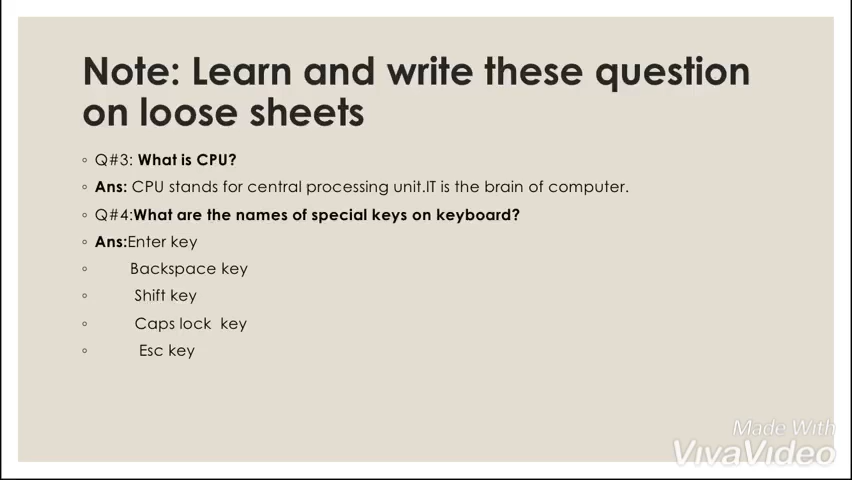 Note: Learn and write these question
on loose sheets
◦ Q#3: What is CPU?
◦ Ans: CPU stands for central processing unit.IT is the brain of computer.
◦ Q#4:What are the names of special keys on keyboard?
◦ Ans:Enter key
◦ Backspace key
◦ Shift key
◦ Caps lock  key
◦ Esc key
Made With
VivaVideo